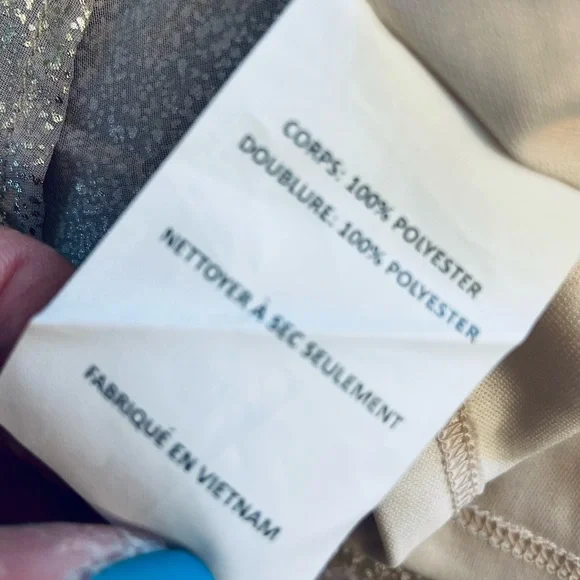 CORPS: 100% POLYESTER
DOUBLURE: 100% POLYESTER
NETTOYER À SEC SEULEMENT
FABRIQUÉ EN VIETNAM